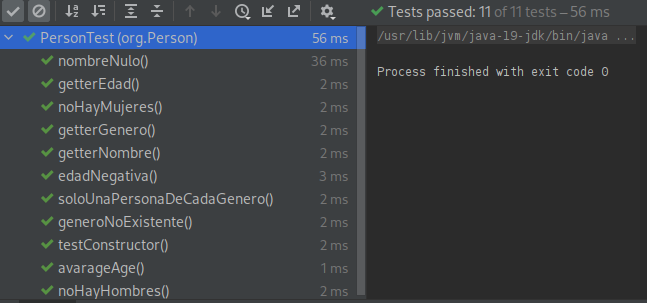 Tests passed: 11 of 11 tests – 56 ms
PersonTest (org.Person) 56 ms
nombreNulo() 36 ms
getterEdad() 2 ms
noHayMujeres() 2 ms
getterGenero() 2 ms
getterNombre() 2 ms
edadNegativa() 3 ms
soloUnaPersonaDeCadaGenero() 2 ms
generoNoExistente() 2 ms
testConstructor() 2 ms
avarageAge() 1 ms
noHayHombres() 2 ms
/usr/lib/jvm/java-19-jdk/bin/java ...
Process finished with exit code 0